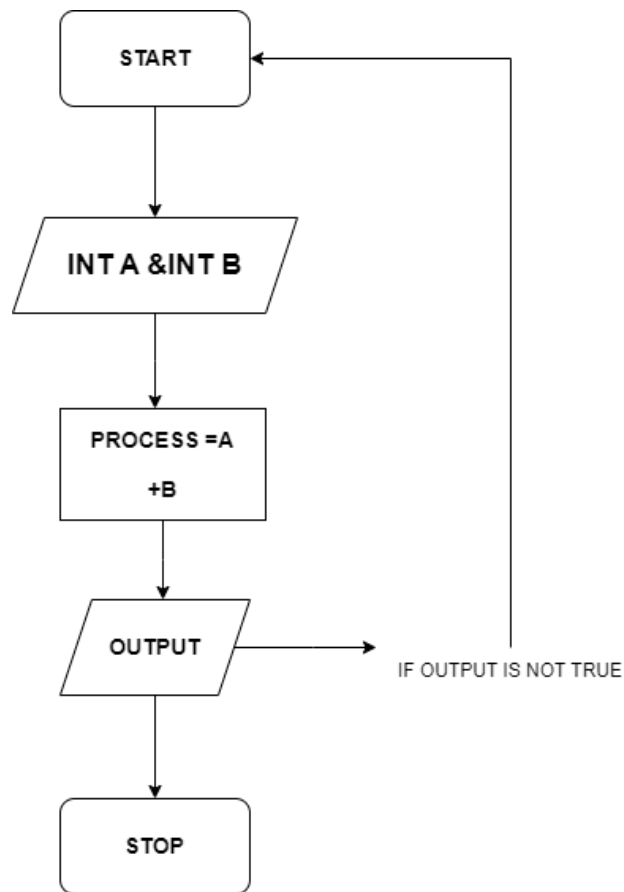 START
INT A &INT B
PROCESS =A
+B
OUTPUT
IF OUTPUT IS NOT TRUE
STOP